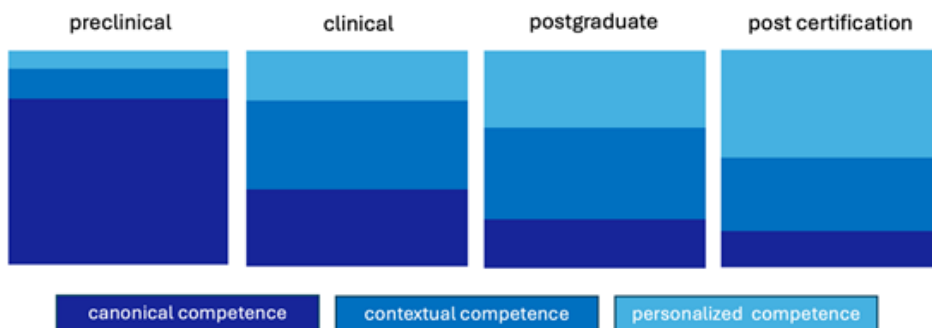 preclinical clinical postgraduate post certification
canonical competence contextual competence personalized competence